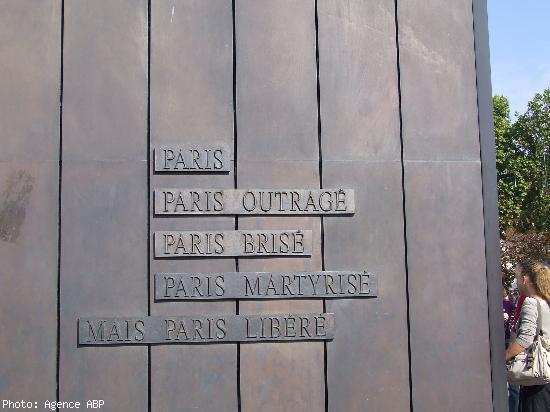 PARIS
PARIS OUTRAGÉ
PARIS BRISÉ
PARIS MARTYRISÉ
MAIS PARIS LIBÉRÉ
Photo: Agence ABP